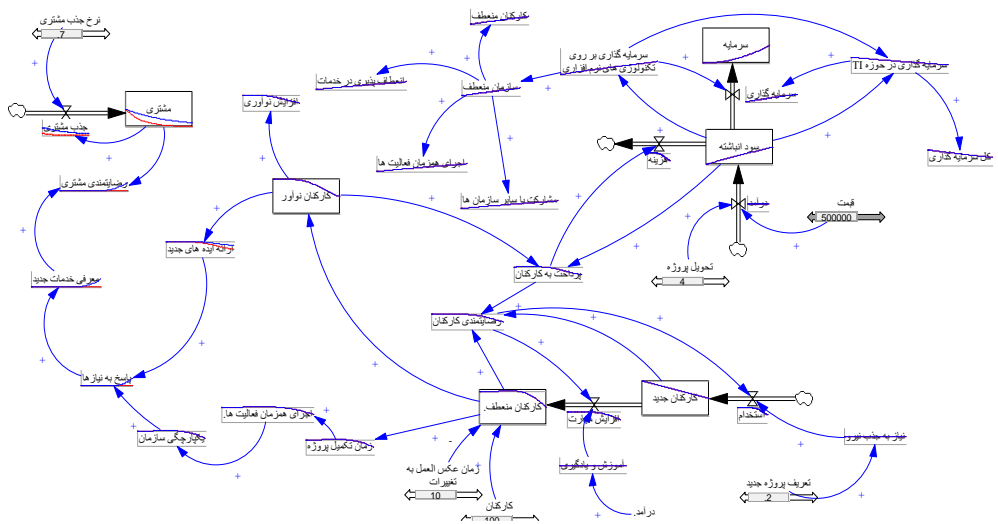 نرخ جذب مشتری
.7
مشتری
جذب مشتری
رضایتمندی مشتری
معرفی خدمات جدید
پاسخ به نیازها
یکپارچگی سازمان
اجرای همزمان فعالیت ها.
زمان تکمیل پروژه
ارائه ایده های جدید
افزایش نوآوری
کارکنان نوآور
کارکنان منعطف
انعطاف پذیری در خدمات
سازمان منعطف
اجرای همزمان فعالیت ها
مشارکت با سایر سازمان ها
سرمایه گذاری بر روی
تکنولوژی های نرم افزاری
سرمایه
سرمایه گذاری
سرمایه گذاری در حوزه IT
کل سرمایه گذاری
سود انباشته
هزینه
درآمد
قیمت
500000
تحویل پروژه
4
پرداخت به کارکنان
رضایتمندی کارکنان
کارکنان جدید
استخدام
افزایش مهارت
کارکنان منعطف.
نیاز به جذب نیرو
تعریف پروژه جدید
.2
آموزش و یادگیری
درآمد.
زمان عکس العمل به
تغییرات
10
کارکنان
100